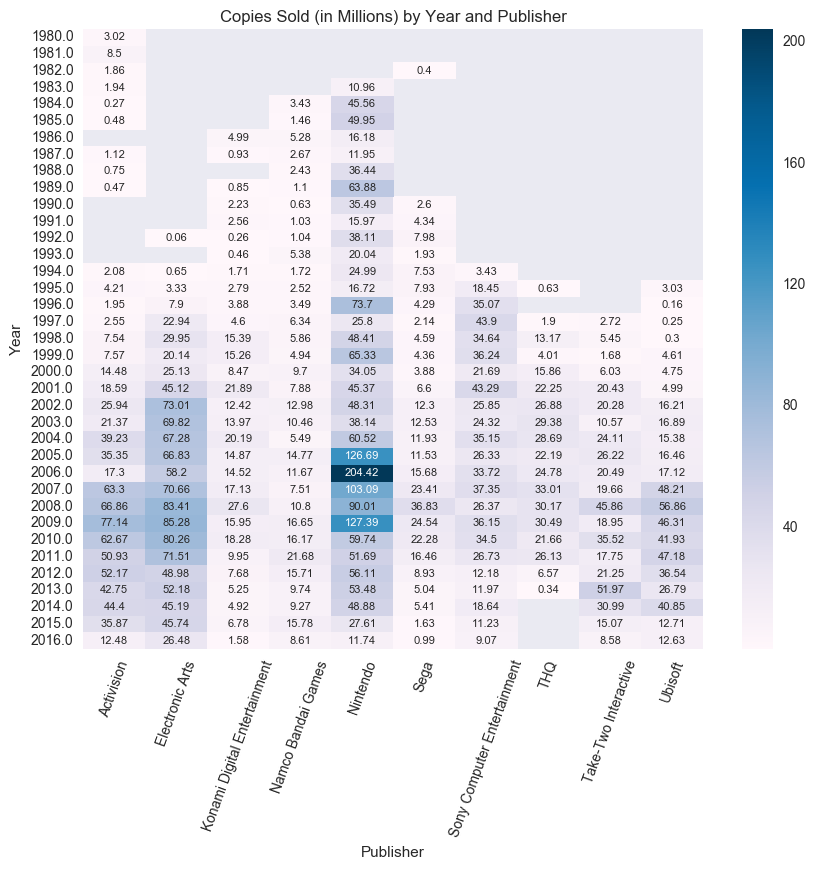 Copies Sold (in Millions) by Year and Publisher
1980.0 3.02
1981.0 8.5
1982.0 1.86 0.4
1983.0 1.94 10.96
1984.0 0.27 3.43 45.56
1985.0 0.48 1.46 49.95
1986.0 4.99 5.28 16.18
1987.0 1.12 0.93 2.67 11.95
1988.0 0.75 2.43 36.44
1989.0 0.47 0.85 1.1 63.88
1990.0 2.23 0.63 35.49 2.6
1991.0 2.56 1.03 15.97 4.34
1992.0 0.06 0.26 1.04 38.11 7.98
1993.0 0.46 5.38 20.04 1.93
1994.0 2.08 0.65 1.71 1.72 24.99 7.53 3.43
1995.0 4.21 3.33 2.79 2.52 16.72 7.93 18.45 0.63 3.03
1996.0 1.95 7.9 3.88 3.49 73.7 4.29 35.07 0.16
1997.0 2.55 22.94 4.6 6.34 25.8 2.14 43.9 1.9 2.72 0.25
1998.0 7.54 29.95 15.39 5.86 48.41 4.59 34.64 13.17 5.45 0.3
1999.0 7.57 20.14 15.26 4.94 65.33 4.36 36.24 4.01 1.68 4.61
2000.0 14.48 25.13 8.47 9.7 34.05 3.88 21.69 15.86 6.03 4.75
2001.0 18.59 45.12 21.89 7.88 45.37 6.6 43.29 22.25 20.43 4.99
2002.0 25.94 73.01 12.42 12.98 48.31 12.3 25.85 26.88 20.28 16.21
2003.0 21.37 69.82 13.97 10.46 38.14 12.53 24.32 29.38 10.57 16.89
2004.0 39.23 67.28 20.19 5.49 60.52 11.93 35.15 28.69 24.11 15.38
2005.0 35.35 66.83 14.87 14.77 126.69 11.53 26.33 22.19 26.22 16.46
2006.0 17.3 58.2 14.52 11.67 204.42 15.68 33.72 24.78 20.49 17.12
2007.0 63.3 70.66 17.13 7.51 103.09 23.41 37.35 33.01 19.66 48.21
2008.0 66.86 83.41 27.6 10.8 90.01 36.83 26.37 30.17 45.86 56.86
2009.0 77.14 85.28 15.95 16.65 127.39 24.54 36.15 30.49 18.95 46.31
2010.0 62.67 80.26 18.28 16.17 59.74 22.28 34.5 21.66 35.52 41.93
2011.0 50.93 71.51 9.95 21.68 51.69 16.46 26.73 26.13 17.75 47.18
2012.0 52.17 48.98 7.68 15.71 56.11 8.93 12.18 6.57 21.25 36.54
2013.0 42.75 52.18 5.25 9.74 53.48 5.04 11.97 0.34 51.97 26.79
2014.0 44.4 45.19 4.92 9.27 48.88 5.41 18.64 30.99 40.85
2015.0 35.87 45.74 6.78 15.78 27.61 1.63 11.23 15.07 12.71
2016.0 12.48 26.48 1.58 8.61 11.74 0.99 9.07 8.58 12.63
Year
Activision
Electronic Arts
Konami Digital Entertainment
Namco Bandai Games
Nintendo
Sega
Sony Computer Entertainment
THQ
Take-Two Interactive
Ubisoft
Publisher
200
160
120
80
40